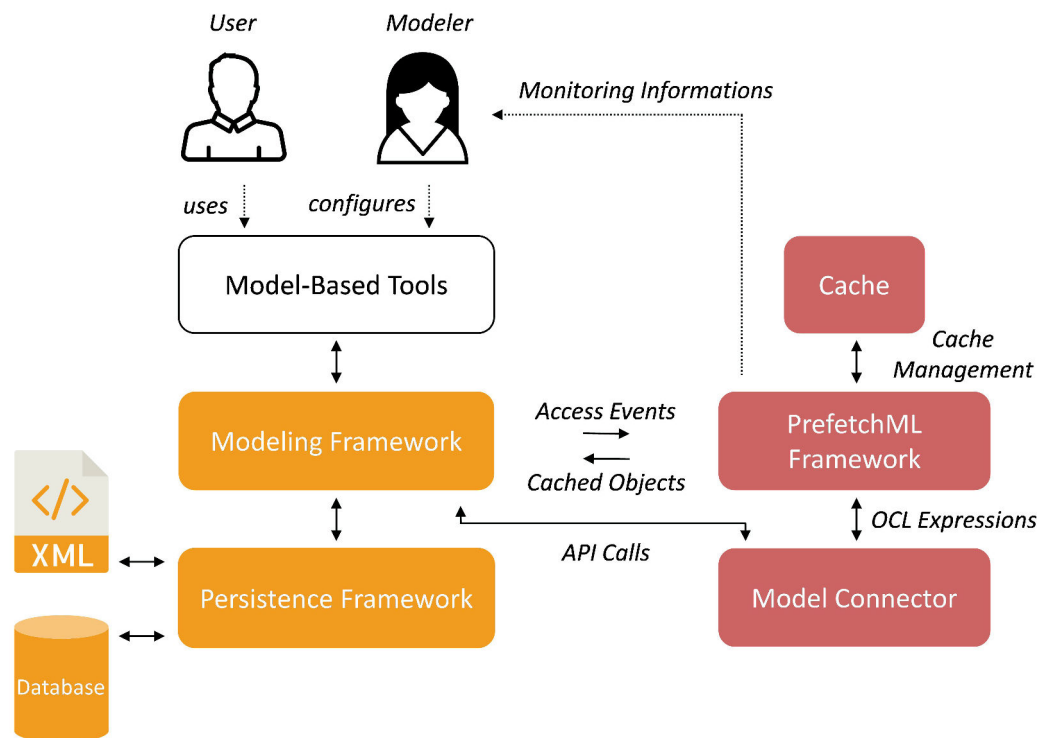 User
Modeler
Monitoring Informations
uses
configures
Model-Based Tools
Cache
Cache
Management
Modeling Framework
Access Events
Cached Objects
PrefetchML
Framework
</>
XML
OCL Expressions
API Calls
Persistence Framework
Model Connector
Database